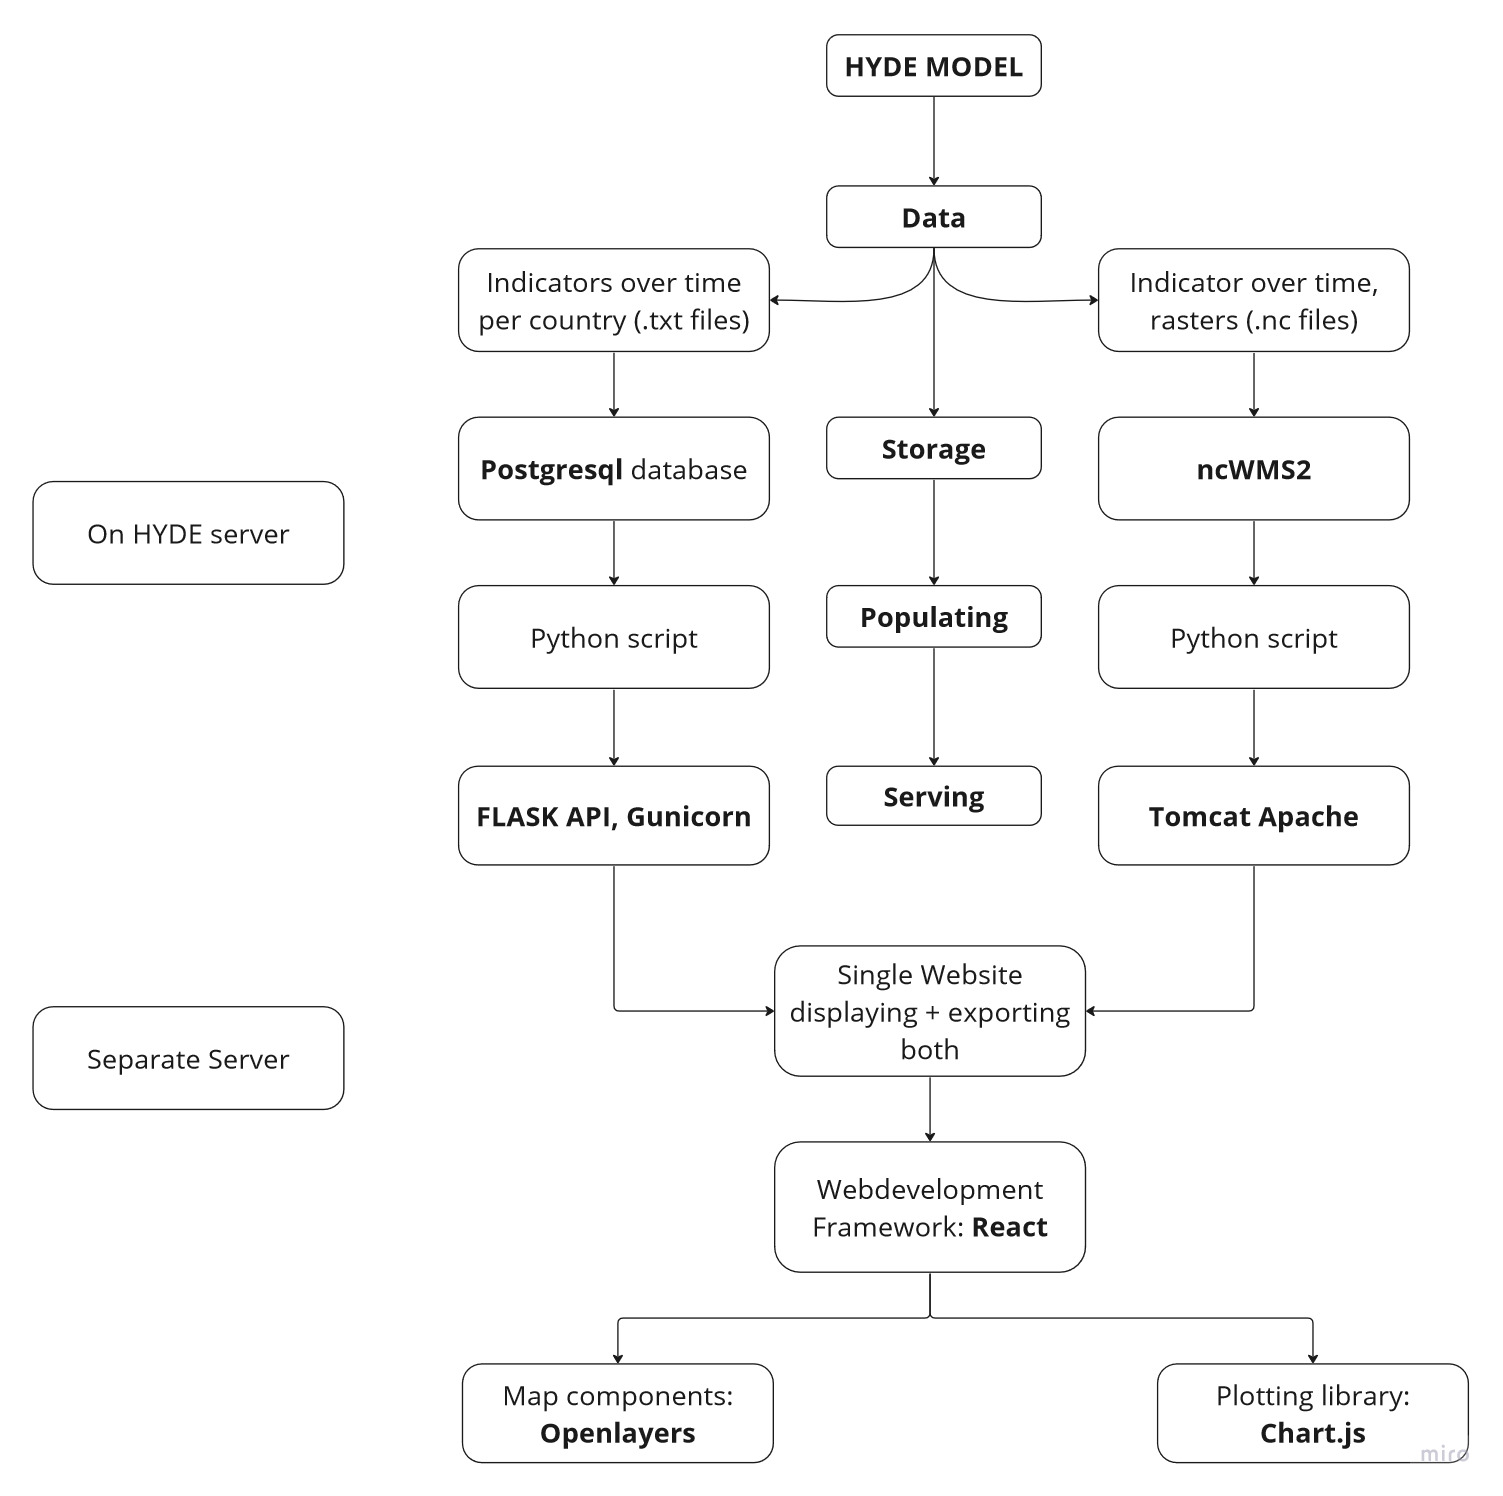 HYDE MODEL
Data
Indicators over time
per country (.txt files)
Indicator over time,
rasters (.nc files)
Postgresql database
Storage
ncWMS2
On HYDE server
Python script
Populating
Python script
FLASK API, Gunicorn
Serving
Tomcat Apache
Single Website
displaying + exporting
both
Separate Server
Webdevelopment
Framework: React
Map components:
Openlayers
Plotting library:
Chart.js
miro